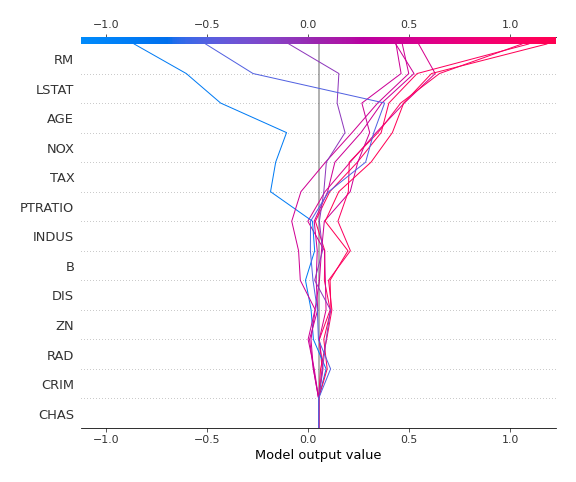 −1.0 −0.5 0.0 0.5 1.0
RM
LSTAT
AGE
NOX
TAX
PTRATIO
INDUS
B
DIS
ZN
RAD
CRIM
CHAS
−1.0 −0.5 0.0 0.5 1.0
Model output value